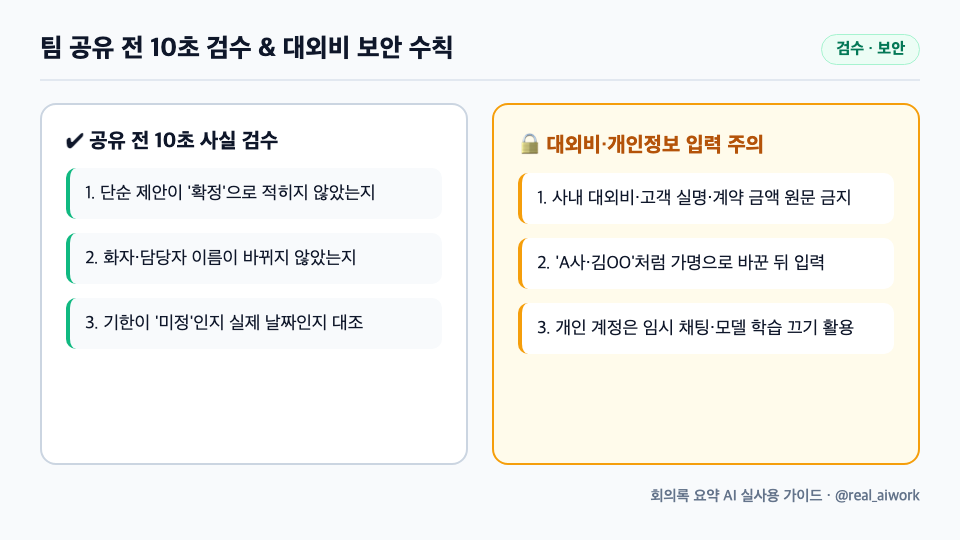 팀 공유 전 10초 검수 & 대외비 보안 수칙
검수 · 보안
✔ 공유 전 10초 사실 검수
1. 단순 제안이 '확정'으로 적히지 않았는지
2. 화자·담당자 이름이 바뀌지 않았는지
3. 기한이 '미정'인지 실제 날짜인지 대조
🔒 대외비·개인정보 입력 주의
1. 사내 대외비·고객 실명·계약 금액 원문 금지
2. 'A사·김OO'처럼 가명으로 바꾼 뒤 입력
3. 개인 계정은 임시 채팅·모델 학습 끄기 활용
회의록 요약 AI 실사용 가이드 · @real_aiwork